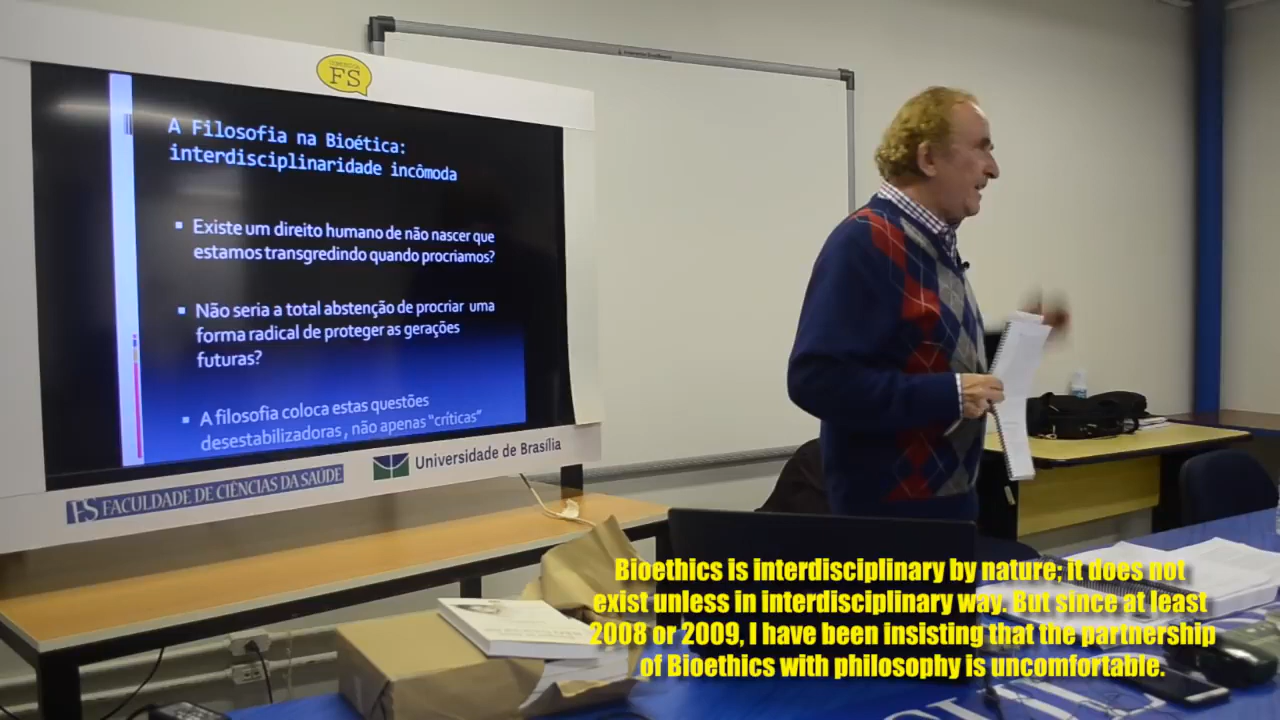 FS
A Filosofia na Bioética:
interdisciplinaridade incômoda
Existe um direito humano de não nascer que
estamos transgredindo quando procriamos?
Não seria a total abstenção de procriar uma
forma radical de proteger as gerações
futuras?
A filosofia coloca estas questões
desestabilizadoras, não apenas "críticas"
FS FACULDADE DE CIÊNCIAS DA SAÚDE
Universidade de Brasília
Bioethics is interdisciplinary by nature; it does not
exist unless in interdisciplinary way. But since at least
2008 or 2009, I have been insisting that the partnership
of Bioethics with philosophy is uncomfortable.